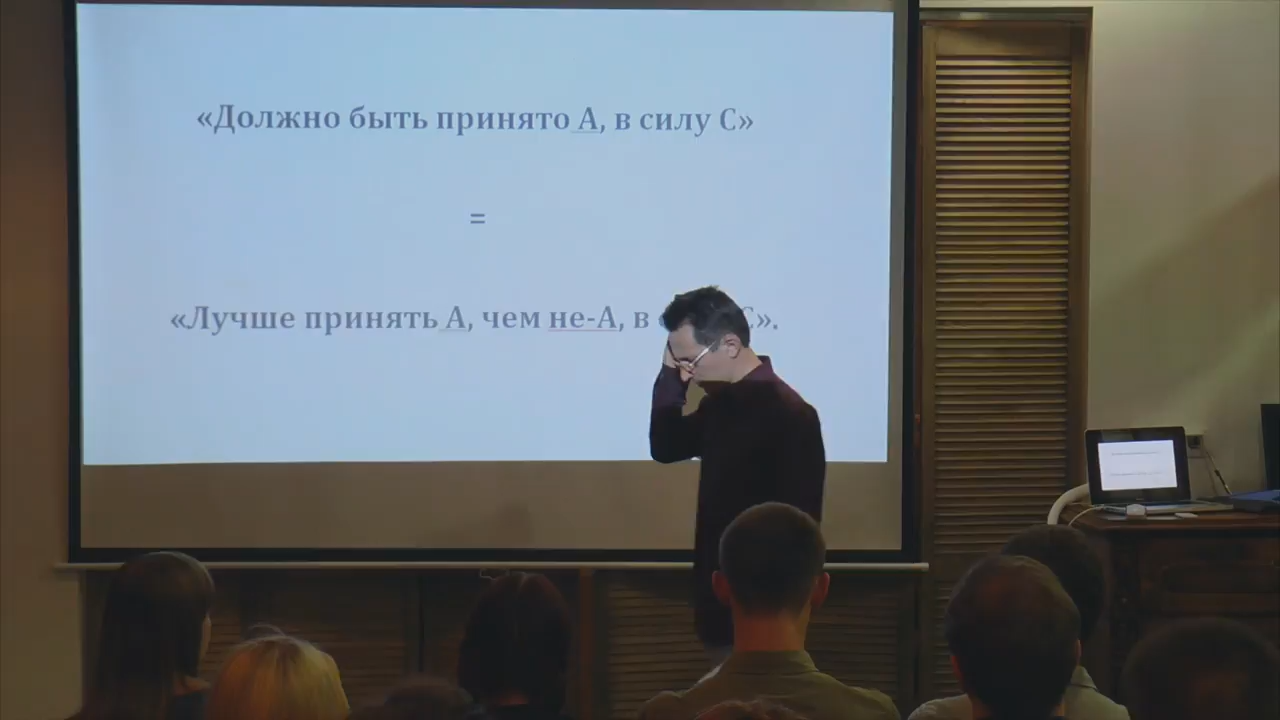 «Должно быть принято А, в силу С»
=
«Лучше принять А, чем не-А, в С».